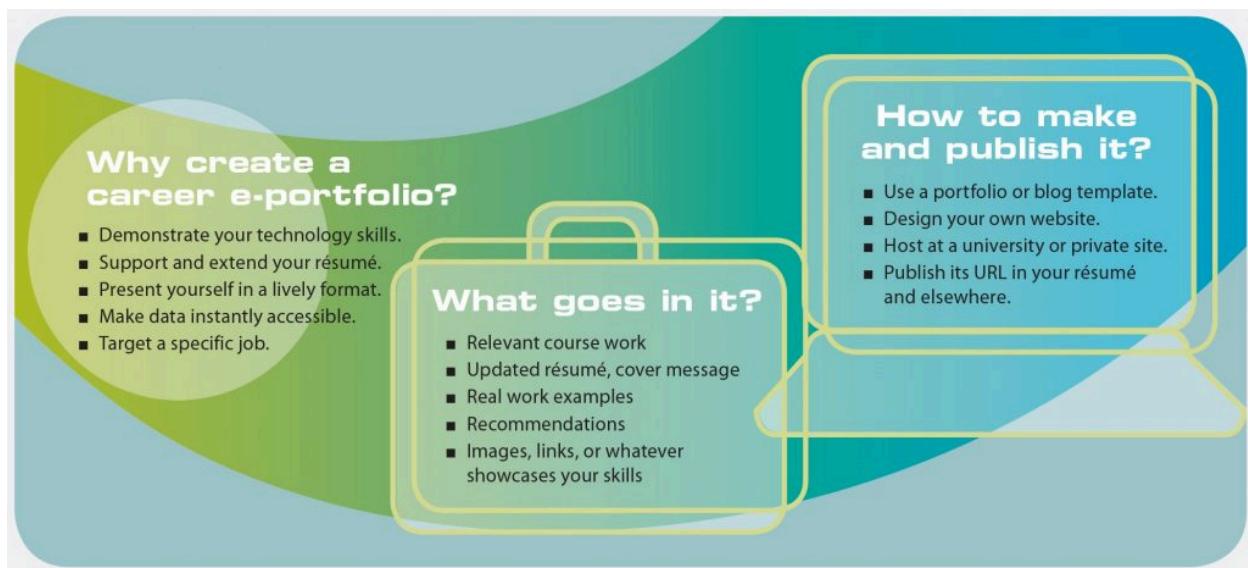 Why create a
career e-portfolio?
■ Demonstrate your technology skills.
■ Support and extend your résumé.
■ Present yourself in a lively format.
■ Make data instantly accessible.
■ Target a specific job.
What goes in it?
■ Relevant course work
■ Updated résumé, cover message
■ Real work examples
■ Recommendations
■ Images, links, or whatever
showcases your skills
How to make
and publish it?
■ Use a portfolio or blog template.
■ Design your own website.
■ Host at a university or private site.
■ Publish its URL in your résumé
and elsewhere.